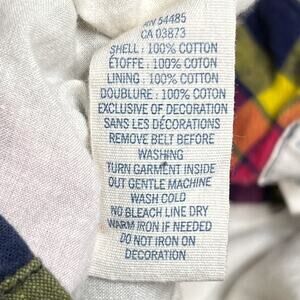 RN 54485
CA 03873
SHELL : 100% COTTON
ÉTOFFE : 100% COTON
LINING : 100% COTTON
DOUBLURE : 100% COTON
EXCLUSIVE OF DECORATION
SANS LES DÉCORATIONS
REMOVE BELT BEFORE
WASHING
TURN GARMENT INSIDE
OUT GENTLE MACHINE
WASH COLD
NO BLEACH LINE DRY
WARM IRON IF NEEDED
DO NOT IRON ON
DECORATION